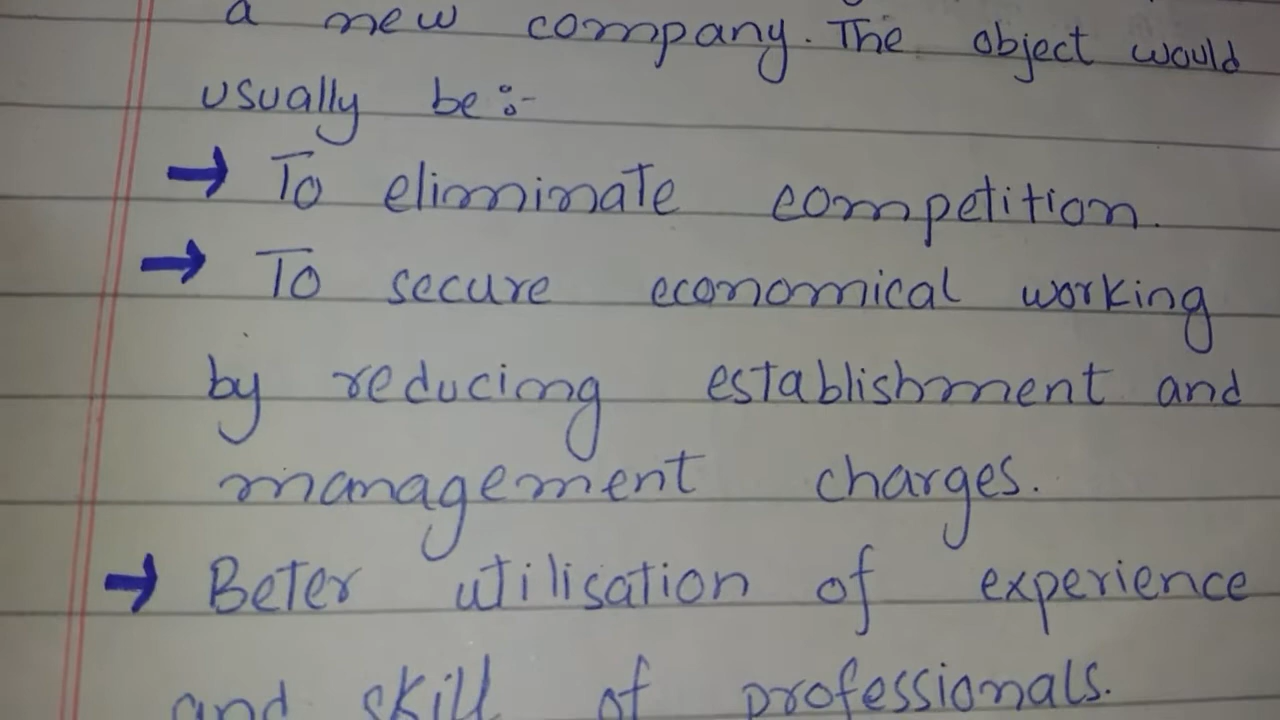 a new company. The object would
usually be :-
→ To eliminate competition.
→ To secure economical working
by reducing establishment and
management charges.
→ Beter utilisation of experience
and skill of professionals.